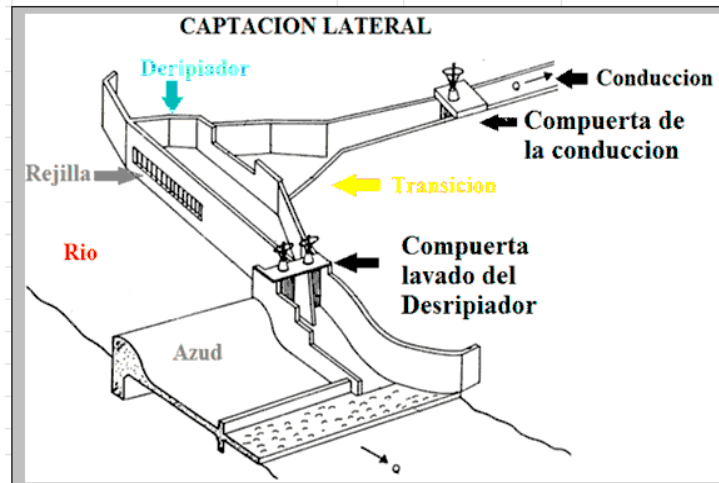 CAPTACION LATERAL
Deripiador
Conduccion
Q
Compuerta de
la conduccion
Rejilla
Transicion
Rio
Compuerta
lavado del
Desripiador
Azud
Q